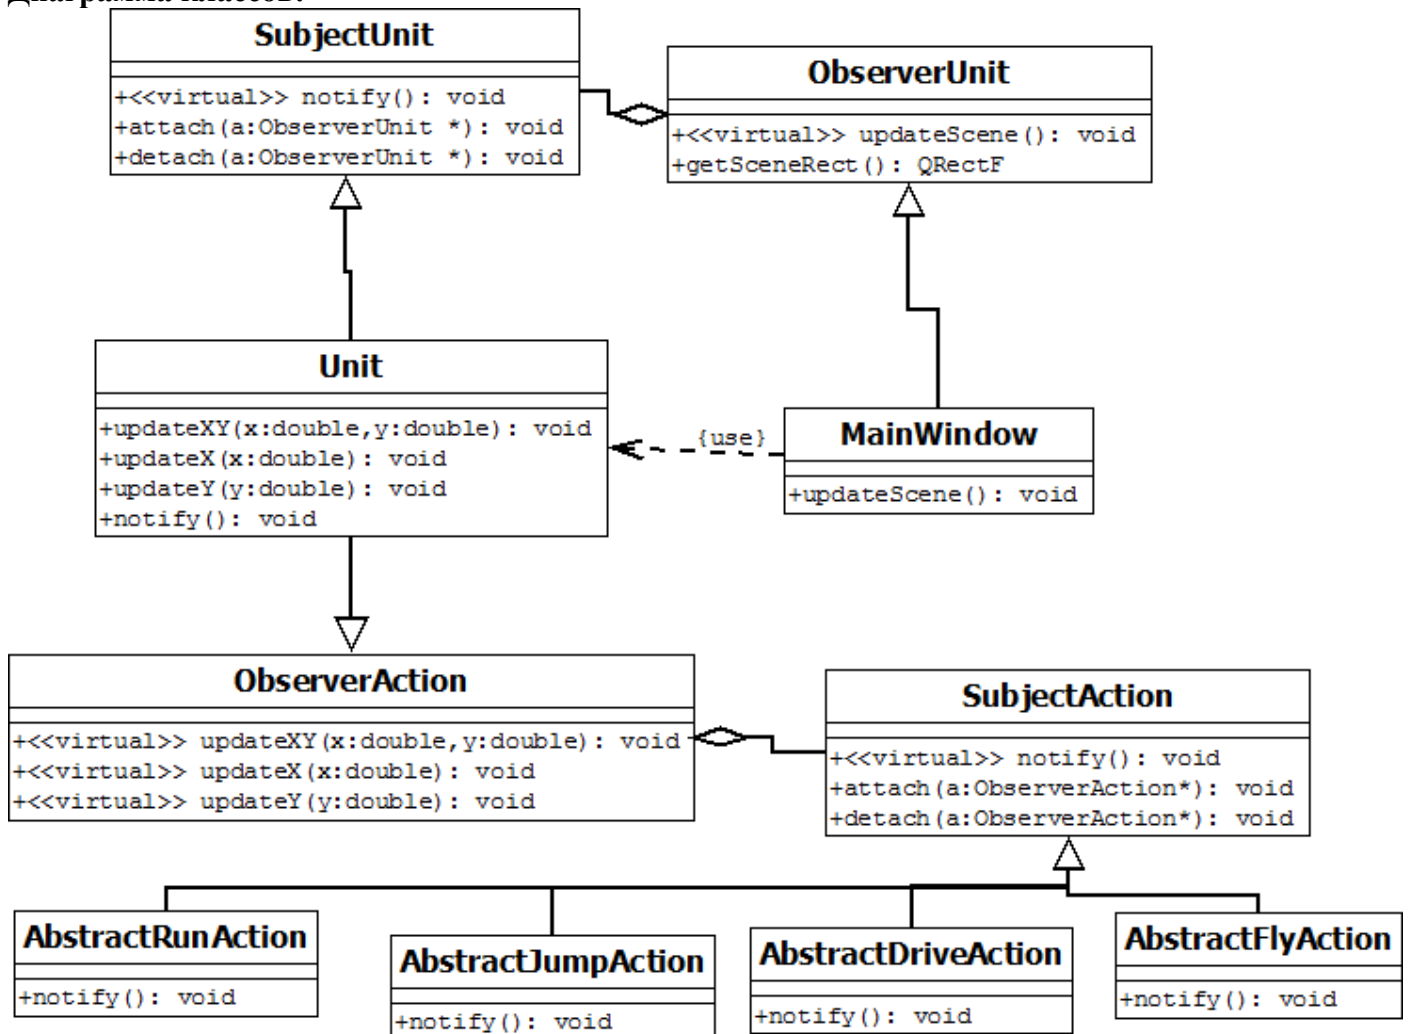 Диаграмма классов:
SubjectUnit
+<<virtual>> notify(): void
+attach(a:ObserverUnit *): void
+detach(a:ObserverUnit *): void
ObserverUnit
+<<virtual>> updateScene(): void
+getSceneRect(): QRectF
Unit
+updateXY(x:double,y:double): void
+updateX(x:double): void
+updateY(y:double): void
+notify(): void
{use}
MainWindow
+updateScene(): void
ObserverAction
+<<virtual>> updateXY(x:double,y:double): void
+<<virtual>> updateX(x:double): void
+<<virtual>> updateY(y:double): void
SubjectAction
+<<virtual>> notify(): void
+attach(a:ObserverAction*): void
+detach(a:ObserverAction*): void
AbstractRunAction
+notify(): void
AbstractJumpAction
+notify(): void
AbstractDriveAction
+notify(): void
AbstractFlyAction
+notify(): void